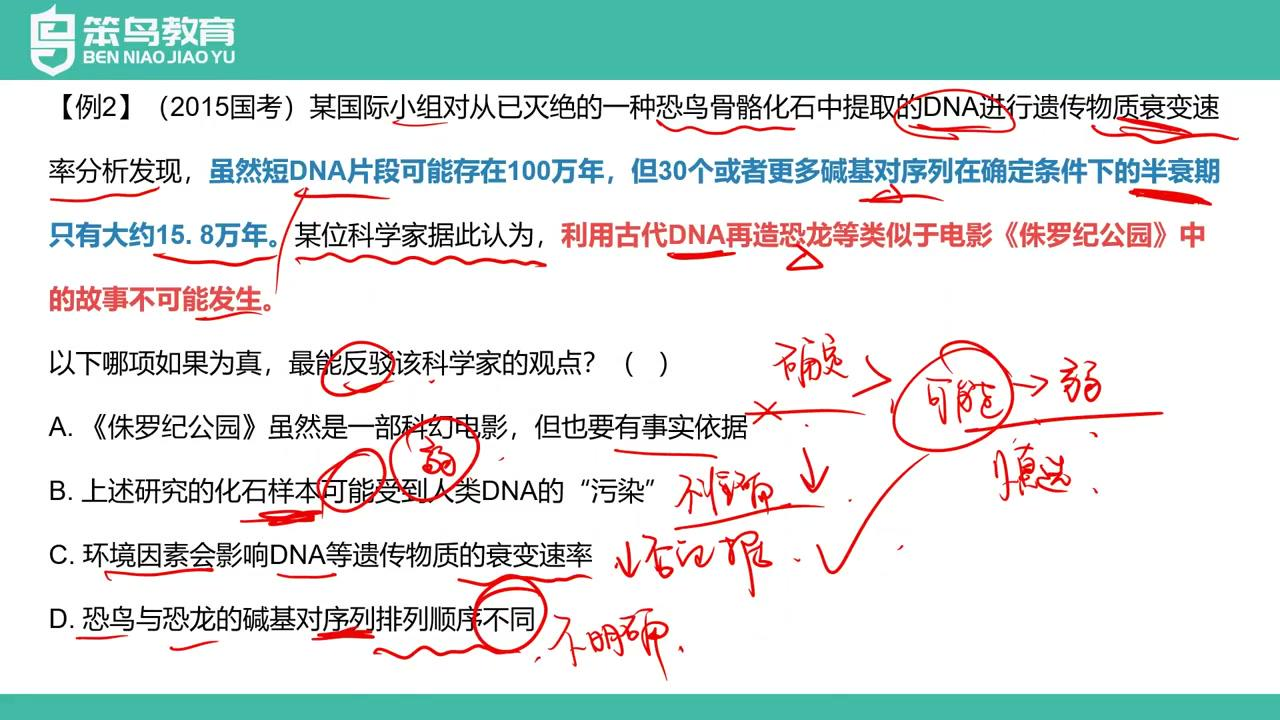 笨鸟教育
BEN NIAO JIAO YU
【例2】（2015国考）某国际小组对从已灭绝的一种恐鸟骨骼化石中提取的DNA进行遗传物质衰变速
率分析发现，虽然短DNA片段可能存在100万年，但30个或者更多碱基对序列在确定条件下的半衰期
只有大约15. 8万年。某位科学家据此认为，利用古代DNA再造恐龙等类似于电影《侏罗纪公园》中
的故事不可能发生。
以下哪项如果为真，最能反驳该科学家的观点？（ ）
确定 > 可能 → 弱
A. 《侏罗纪公园》虽然是一部科幻电影，但也要有事实依据
弱
B. 上述研究的化石样本可能受到人类DNA的“污染”
不明确
慎选
C. 环境因素会影响DNA等遗传物质的衰变速率
否论据
D. 恐鸟与恐龙的碱基对序列排列顺序不同
不明确